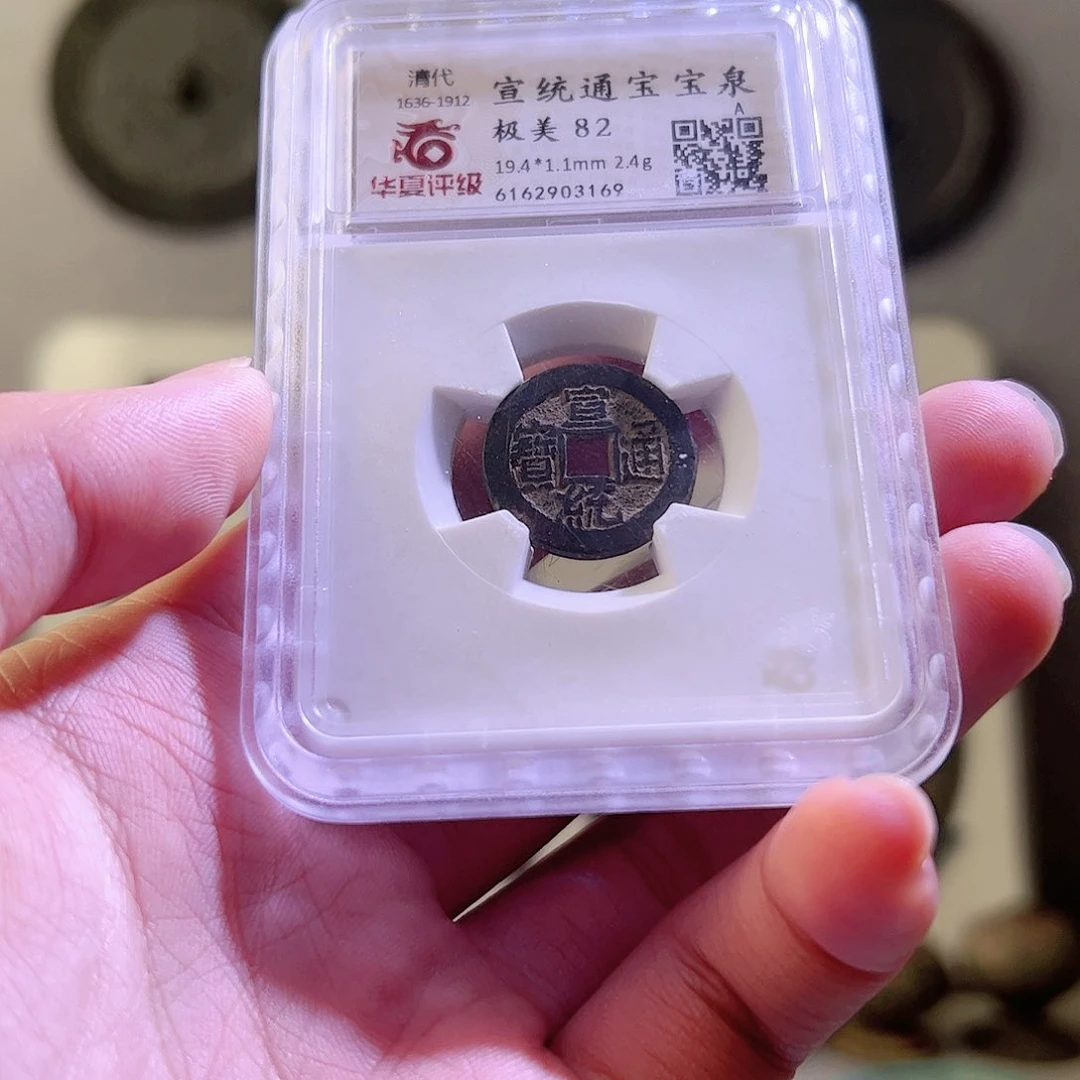 清代
1636-1912
华夏评级
宣统通宝宝泉
A
极美 82
19.4*1.1mm 2.4g
6162903169
宣
統
通
寶